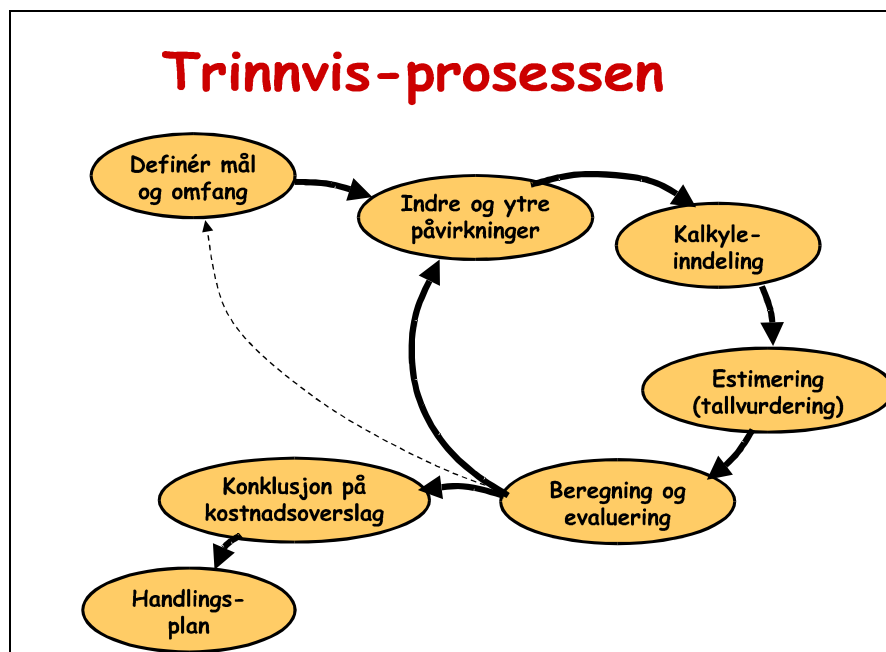 Trinnvis-prosessen
Definér mål
og omfang
Indre og ytre
påvirkninger
Kalkyle-
inndeling
Estimering
(tallvurdering)
Beregning og
evaluering
Konklusjon på
kostnadsoverslag
Handlings-
plan